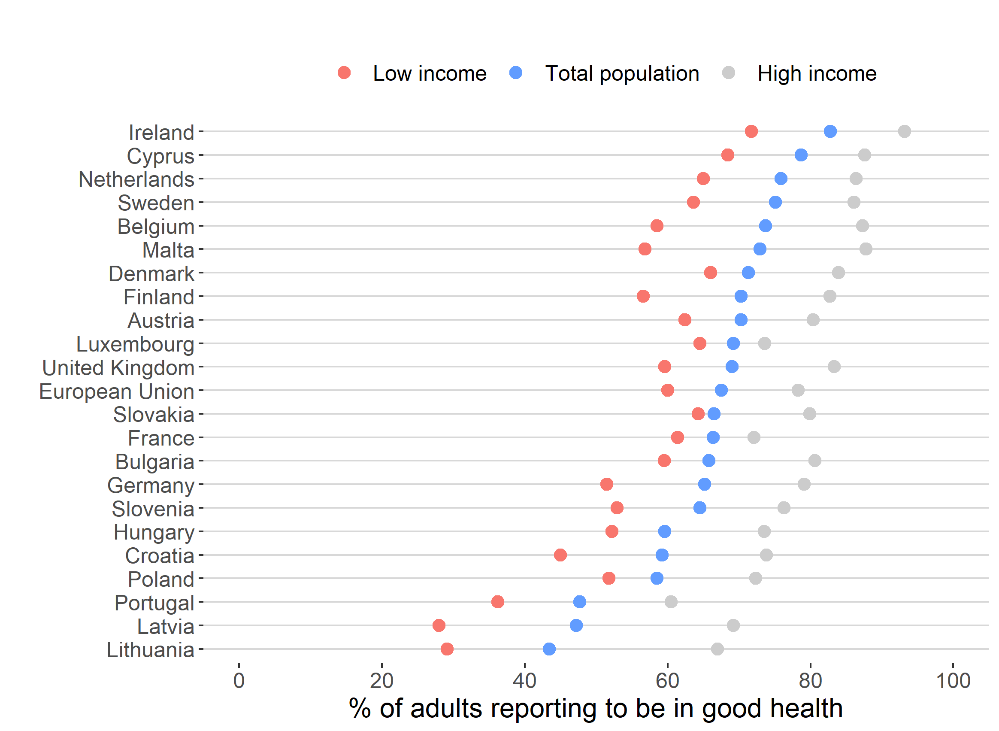 Low income Total population High income
Ireland
Cyprus
Netherlands
Sweden
Belgium
Malta
Denmark
Finland
Austria
Luxembourg
United Kingdom
European Union
Slovakia
France
Bulgaria
Germany
Slovenia
Hungary
Croatia
Poland
Portugal
Latvia
Lithuania
0 20 40 60 80 100
% of adults reporting to be in good health